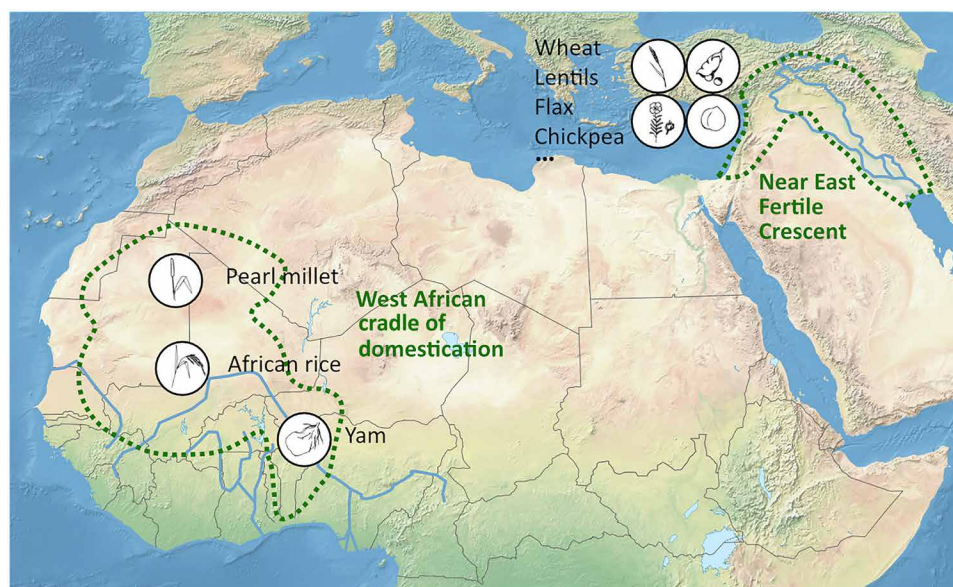 Wheat
Lentils
Flax
Chickpea
...
Near East
Fertile
Crescent
Pearl millet
West African
cradle of
domestication
African rice
Yam